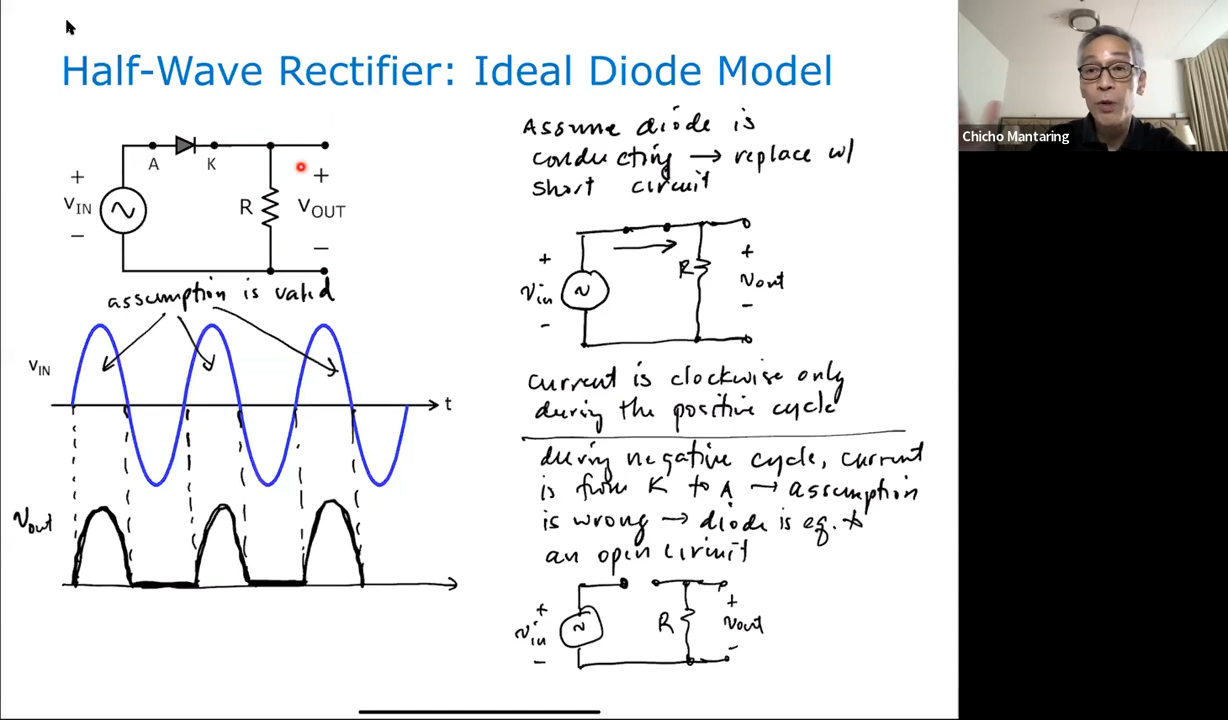 Half-Wave Rectifier: Ideal Diode Model
A
K
+
VIN
−
R
+
VOUT
−
assumption is valid
VIN
t
Vout
Assume diode is
conducting → replace w/
short circuit
+
Vin
-
R
+
Vout
-
current is clockwise only
during the positive cycle
during negative cycle, current
is from K to A → assumption
is wrong → diode is eq. to
an open circuit
+
Vin
-
R
+
Vout
-
Chicho Mantaring